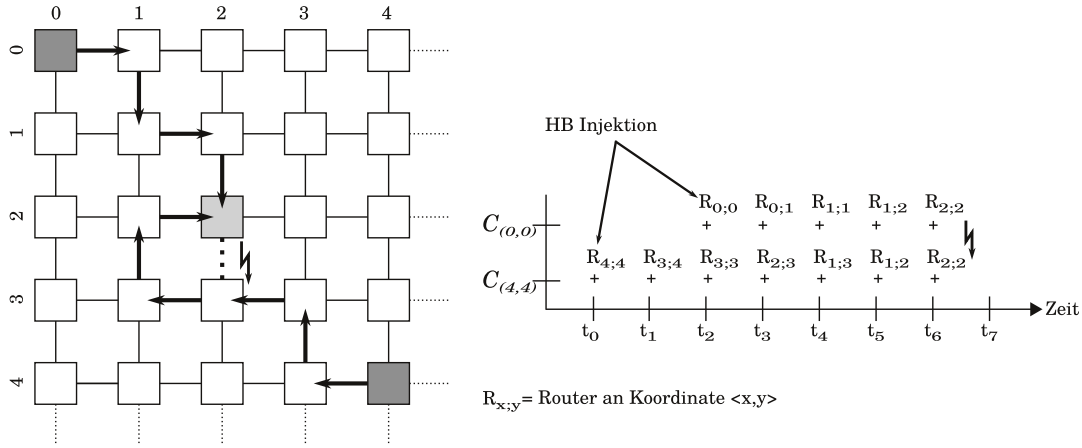 0 1 2 3 4
0
1
2
3
4
HB Injektion
R0;0 R0;1 R1;1 R1;2 R2;2
C(0,0)
R4;4 R3;4 R3;3 R2;3 R1;3 R1;2 R2;2
C(4,4)
Zeit
t0 t1 t2 t3 t4 t5 t6 t7
Rx;y= Router an Koordinate <x,y>